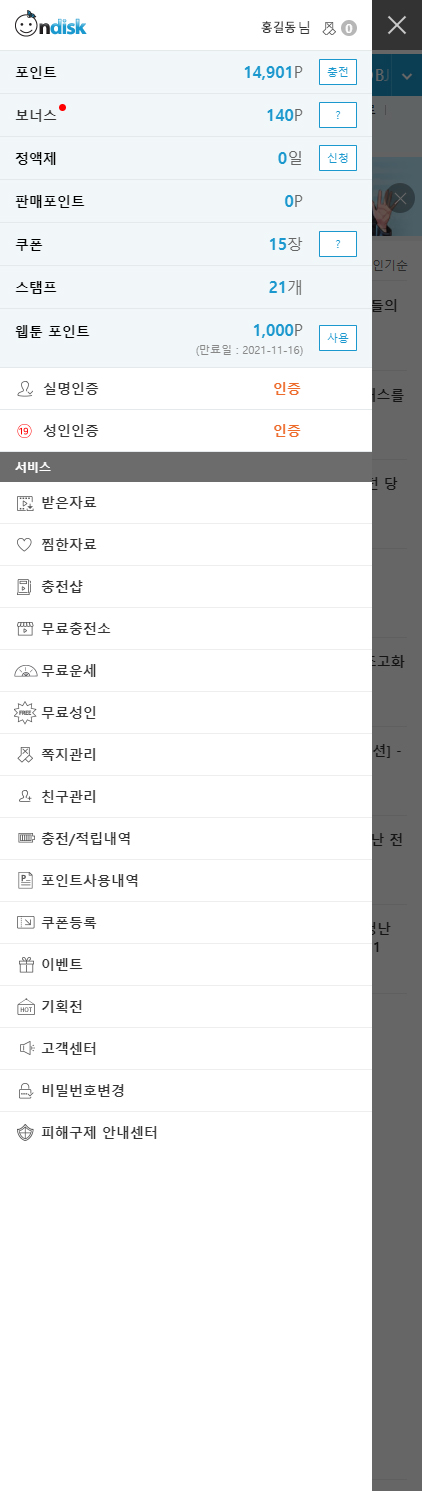 ondisk 홍길동 님 0
포인트 14,901P 충전
보너스 140P ?
정액제 0일 신청
판매포인트 0P
쿠폰 15장 ?
스탬프 21개
웹툰 포인트 1,000P 사용
(만료일 : 2021-11-16)
실명인증 인증
19 성인인증 인증
서비스
받은자료
찜한자료
충전샵
무료충전소
무료운세
FREE 무료성인
쪽지관리
친구관리
충전/적립내역
P 포인트사용내역
쿠폰등록
이벤트
HOT 기획전
고객센터
비밀번호변경
피해구제 안내센터
BJ
인기순
들의
스를
당
고화
션] -
난 전
난
1